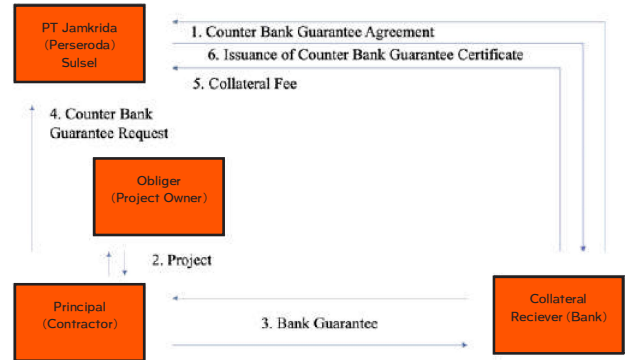 PT Jamkrida
(Perseroda)
Sulsel
1. Counter Bank Guarantee Agreement
6. Issuance of Counter Bank Guarantee Certificate
5. Collateral Fee
4. Counter Bank
Guarantee Request
Obliger
(Project Owner)
2. Project
Principal
(Contractor)
3. Bank Guarantee
Collateral
Reciever (Bank)